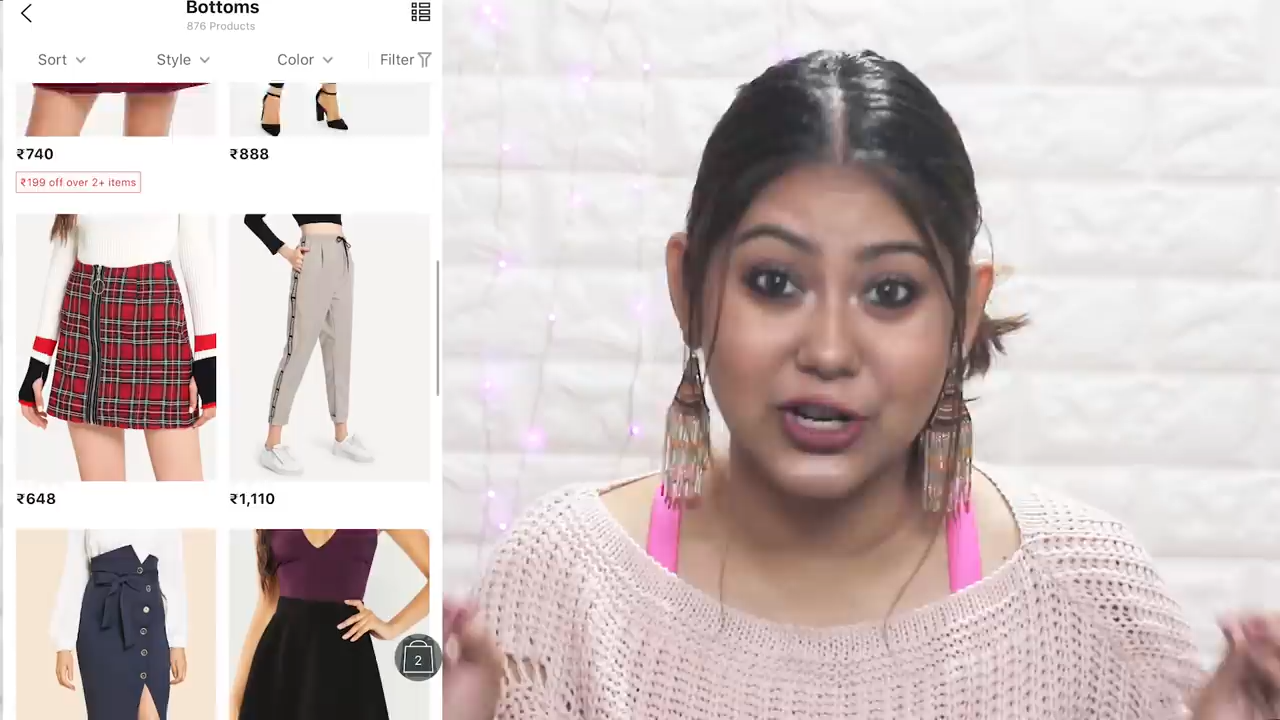 Bottoms
876 Products
Sort Style Color Filter
₹740 ₹888
₹199 off over 2+ items
₹648 ₹1,110
2